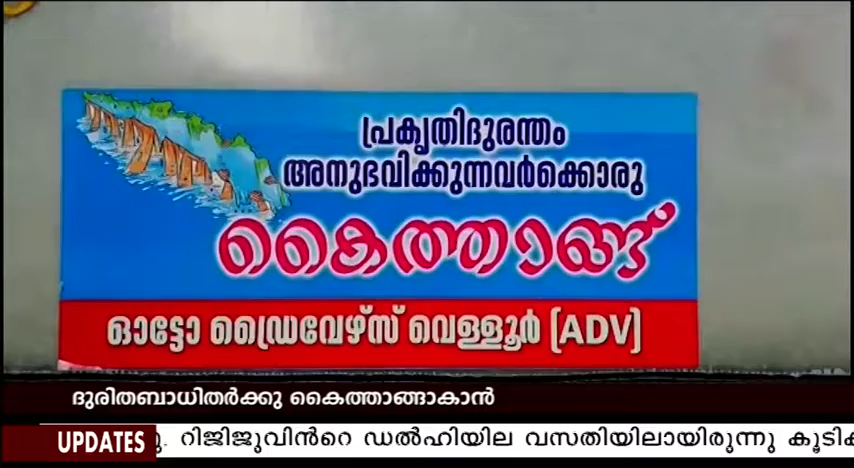 പ്രകൃതിദുരന്തം
അനുഭവിക്കുന്നവർക്കൊരു
കൈത്താങ്ങ്
ഓട്ടോ ഡ്രൈവേഴ്സ് വെള്ളൂർ (ADV)
ദുരിതബാധിതർക്കു കൈത്താങ്ങാകാൻ
UPDATES റിജിജുവിൻറെ ഡൽഹിയില വസതിയിലായിരുന്നു